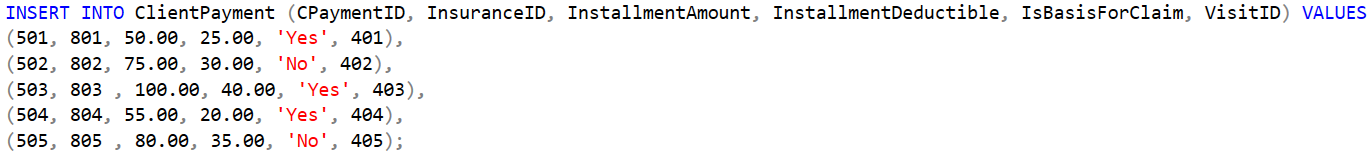 INSERT INTO ClientPayment (CPaymentID, InsuranceID, InstallmentAmount, InstallmentDeductible, IsBasisForClaim, VisitID) VALUES
(501, 801, 50.00, 25.00, 'Yes', 401),
(502, 802, 75.00, 30.00, 'No', 402),
(503, 803 , 100.00, 40.00, 'Yes', 403),
(504, 804, 55.00, 20.00, 'Yes', 404),
(505, 805 , 80.00, 35.00, 'No', 405);